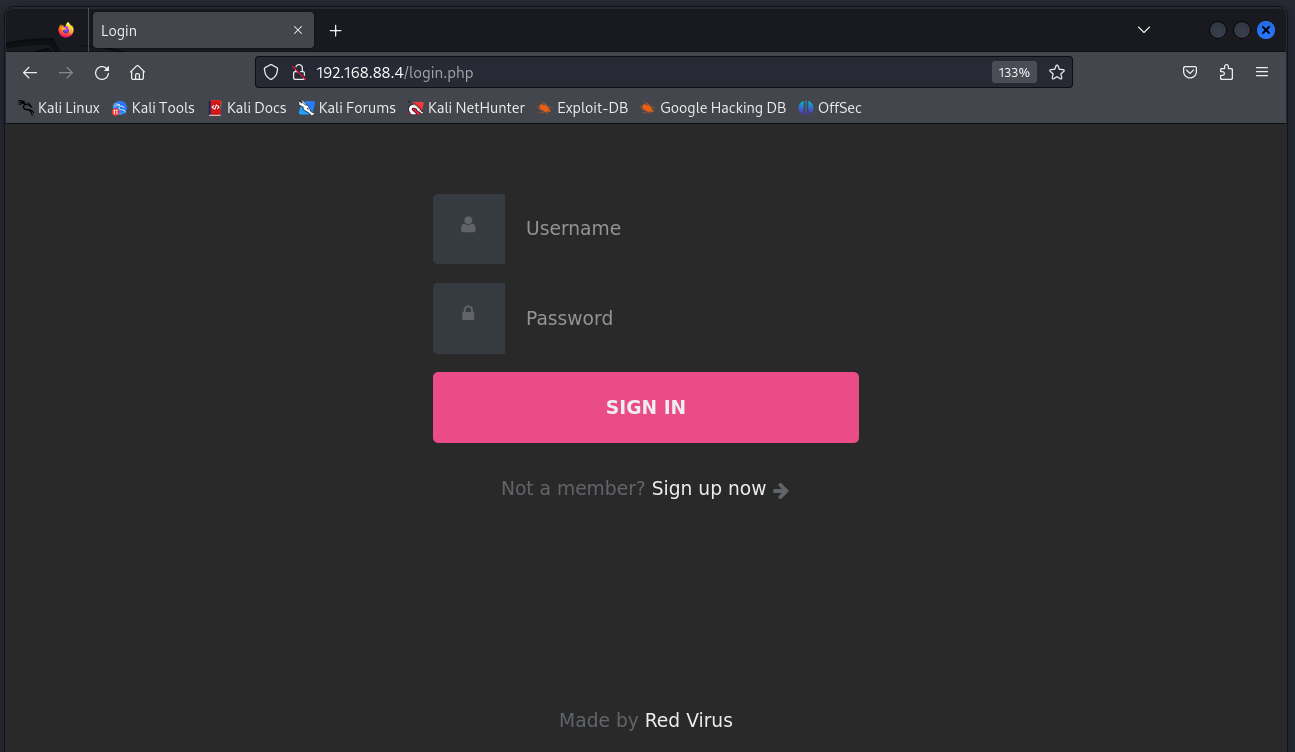 Login
192.168.88.4/login.php 133%
Kali Linux Kali Tools Kali Docs Kali Forums Kali NetHunter Exploit-DB Google Hacking DB OffSec
Username
Password
SIGN IN
Not a member? Sign up now
Made by Red Virus